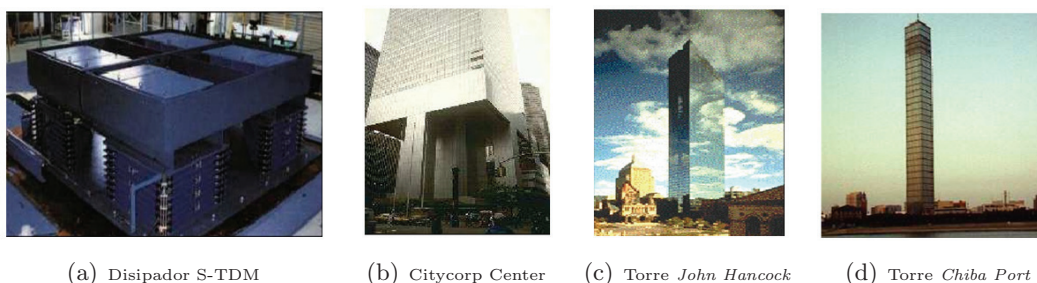 (a) Disipador S-TDM
(b) Citycorp Center
(c) Torre John Hancock
(d) Torre Chiba Port